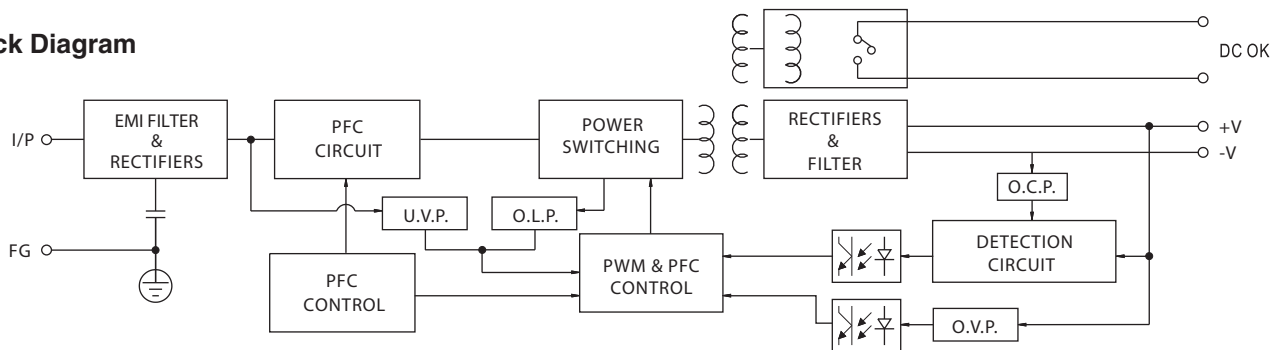 ck Diagram
DC OK
I/P
EMI FILTER
&
RECTIFIERS
PFC
CIRCUIT
POWER
SWITCHING
RECTIFIERS
&
FILTER
+V
-V
O.C.P.
U.V.P.
O.L.P.
FG
PFC
CONTROL
PWM & PFC
CONTROL
DETECTION
CIRCUIT
O.V.P.